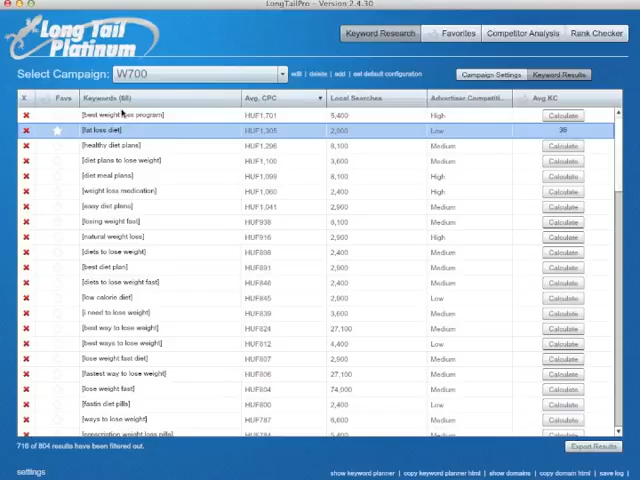 LongTailPro - Version 2.4.30
Long Tail Platinum
Keyword Research Favorites Competitor Analysis Rank Checker
Select Campaign: W700 edit | delete | add | set default configuration Campaign Settings Keyword Results
X Favs Keywords (88) Avg. CPC Local Searches Advertiser Competiti... Avg KC
[best weight loss program] HUF1,701 5,400 High Calculate
[fat loss diet] HUF1,305 Low
[healthy diet plans] HUF1,296 8,100 Medium Calculate
[diet plans to lose weight] HUF1,100 3,600 Medium Calculate
[diet meal plans] HUF1,099 8,100 High Calculate
[weight loss medication] HUF1,060 2,400 High Calculate
[easy diet plans] HUF1,041 2,900 Medium Calculate
[losing weight fast] HUF938 8,100 Medium Calculate
[natural weight loss] HUF916 2,900 High Calculate
[diets to lose weight] HUF898 2,400 Medium Calculate
[best diet plan] HUF891 2,900 Medium Calculate
[diets to lose weight fast] HUF846 2,400 Medium Calculate
[low calorie diet] HUF845 2,900 Low Calculate
[i need to lose weight] HUF839 3,600 Medium Calculate
[best way to lose weight] HUF824 27,100 Medium Calculate
[best ways to lose weight] HUF812 4,400 Low Calculate
[lose weight fast diet] HUF807 2,900 Medium Calculate
[fastest way to lose weight] HUF806 27,100 Medium Calculate
[lose weight fast] HUF804 74,000 Medium Calculate
[fastin diet pills] HUF800 2,400 Low Calculate
[ways to lose weight] HUF787 12,100 Medium Calculate
[prescription weight loss pills] HUF784 5,400 Medium Calculate
716 of 804 results have been filtered out. Export Results
settings show keyword planner | copy keyword planner html | show domains | copy domain html | save log |